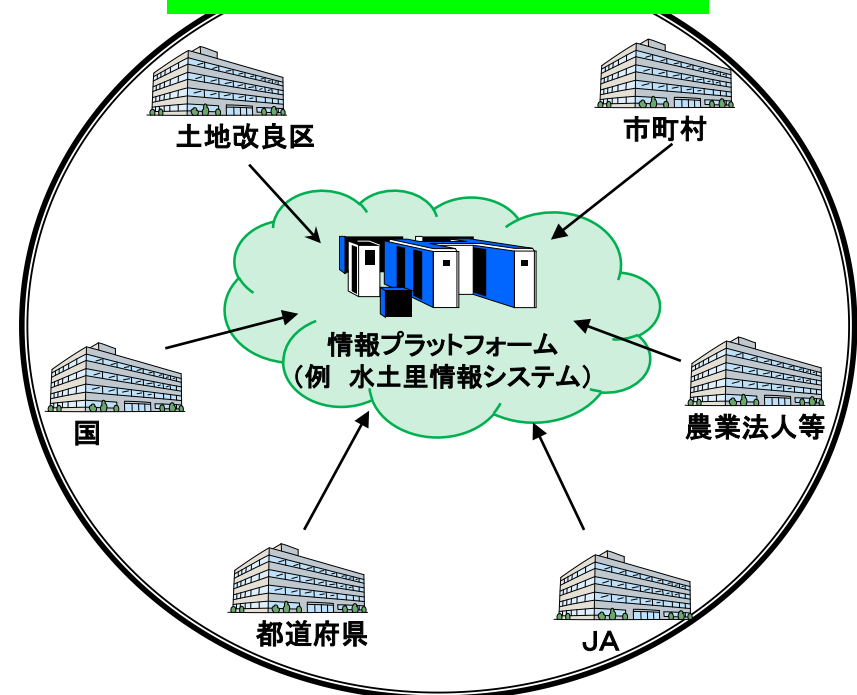 土地改良区
市町村
情報プラットフォーム
（例　水土里情報システム）
国
農業法人等
都道府県
ＪＡ